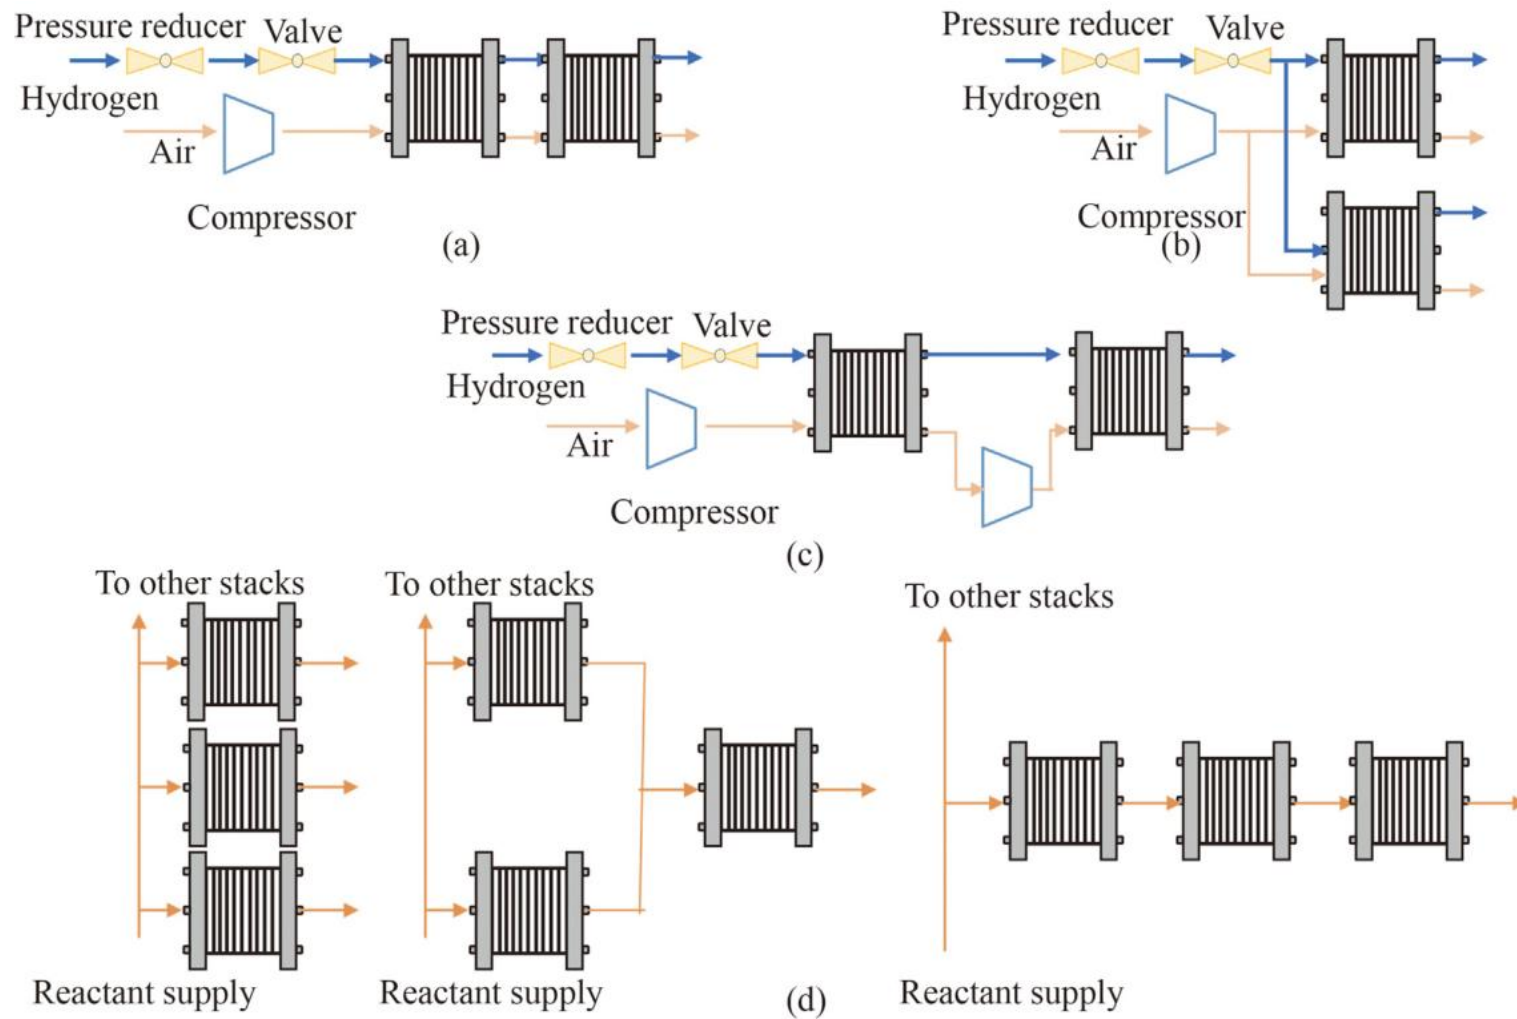 Pressure reducer
Valve
Hydrogen
Air
Compressor
(a)
Pressure reducer
Valve
Hydrogen
Air
Compressor
(b)
Pressure reducer
Valve
Hydrogen
Air
Compressor
(c)
To other stacks
To other stacks
To other stacks
Reactant supply
Reactant supply
(d)
Reactant supply